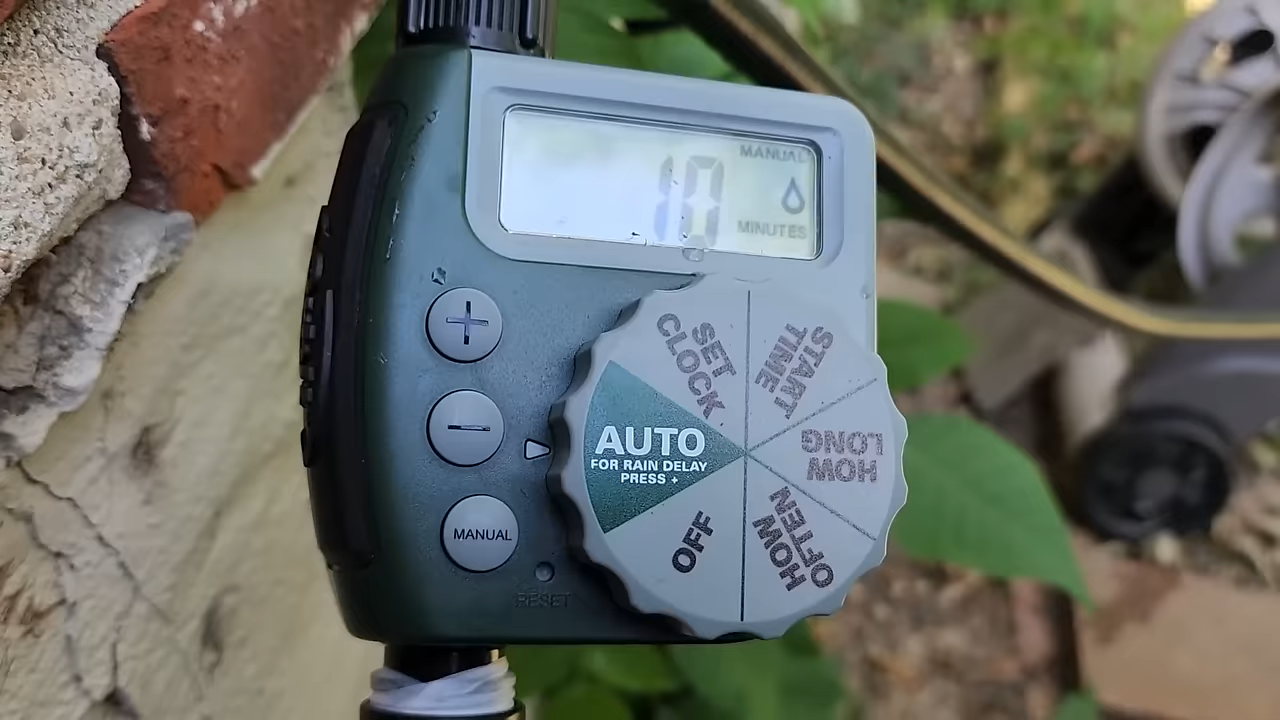 MANUAL
10
MINUTES
+
-
MANUAL
RESET
SET
CLOCK
START
TIME
HOW
LONG
HOW
OFTEN
OFF
AUTO
FOR RAIN DELAY
PRESS +